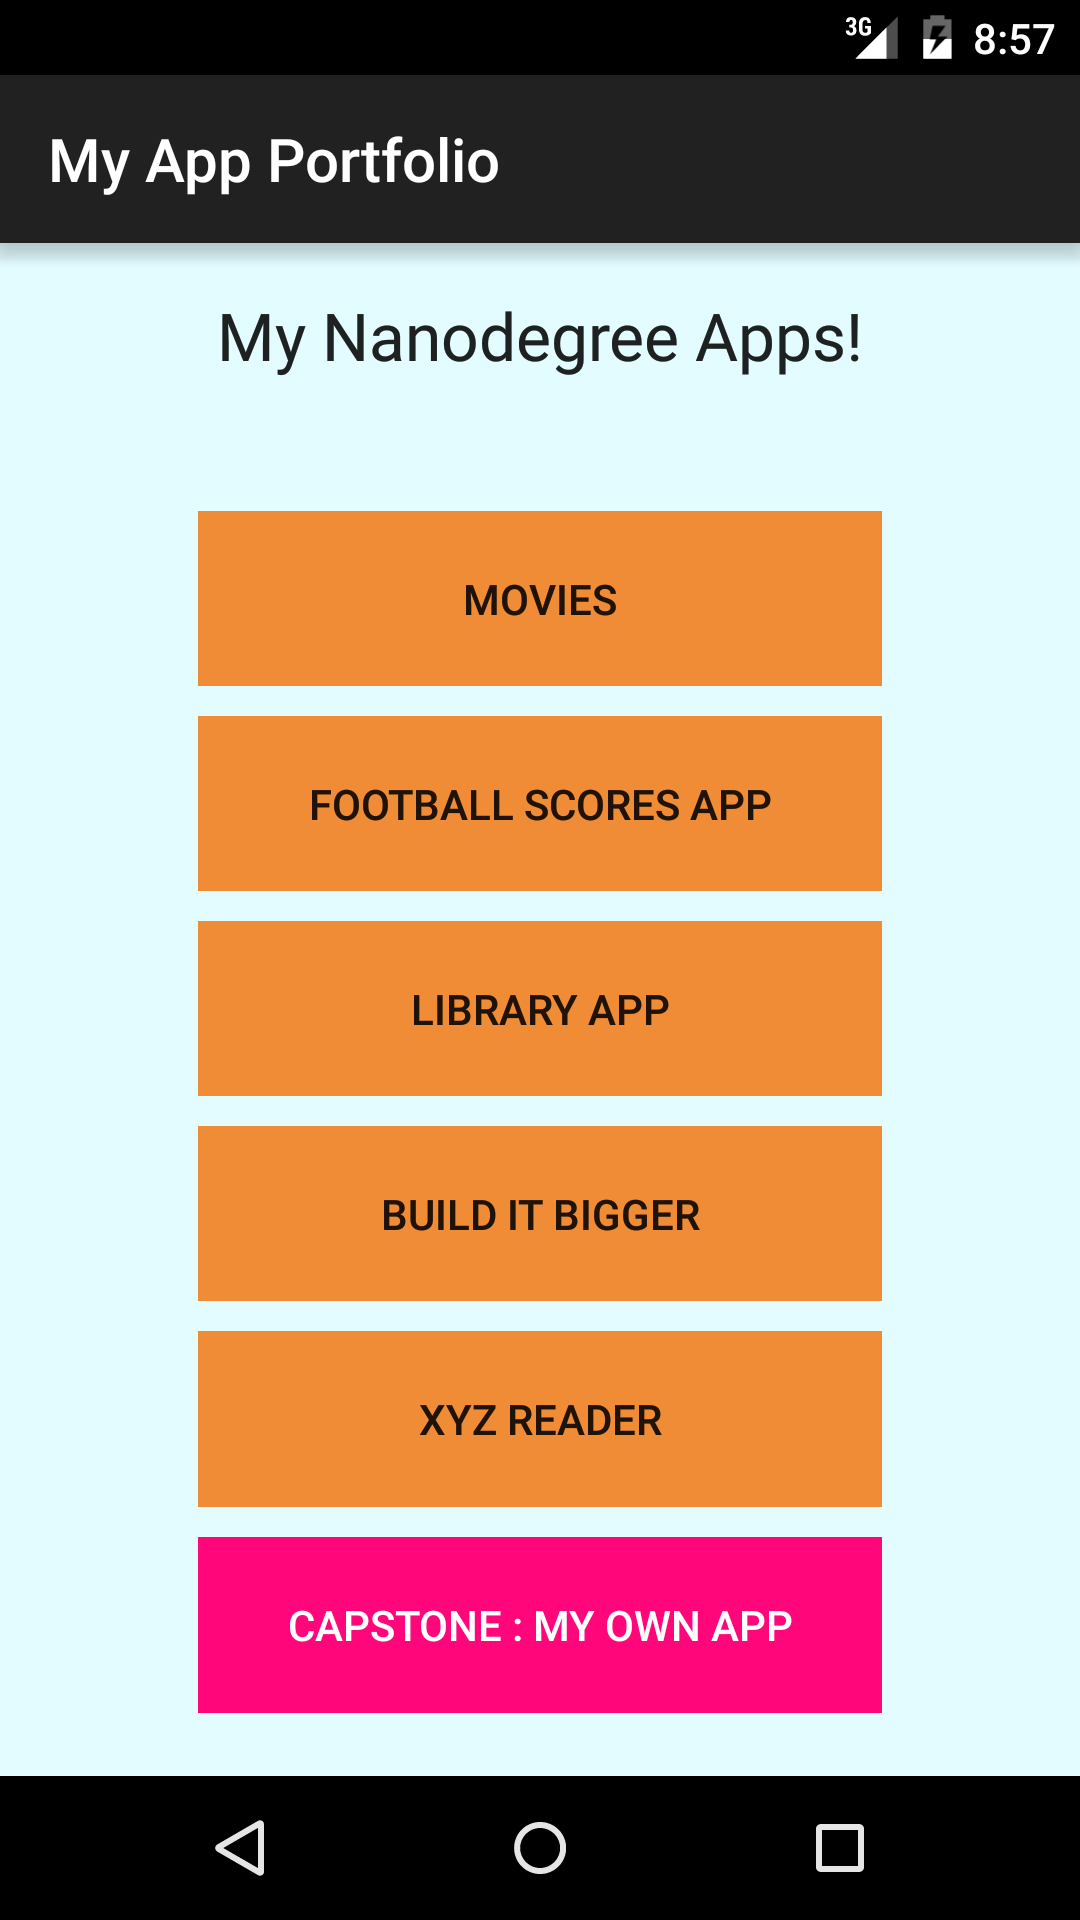 3G 8:57
My App Portfolio
My Nanodegree Apps!
MOVIES
FOOTBALL SCORES APP
LIBRARY APP
BUILD IT BIGGER
XYZ READER
CAPSTONE : MY OWN APP